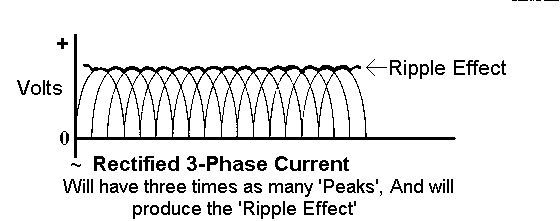 +
←Ripple Effect
Volts
0
~ Rectified 3-Phase Current
Will have three times as many 'Peaks', And will
produce the 'Ripple Effect'